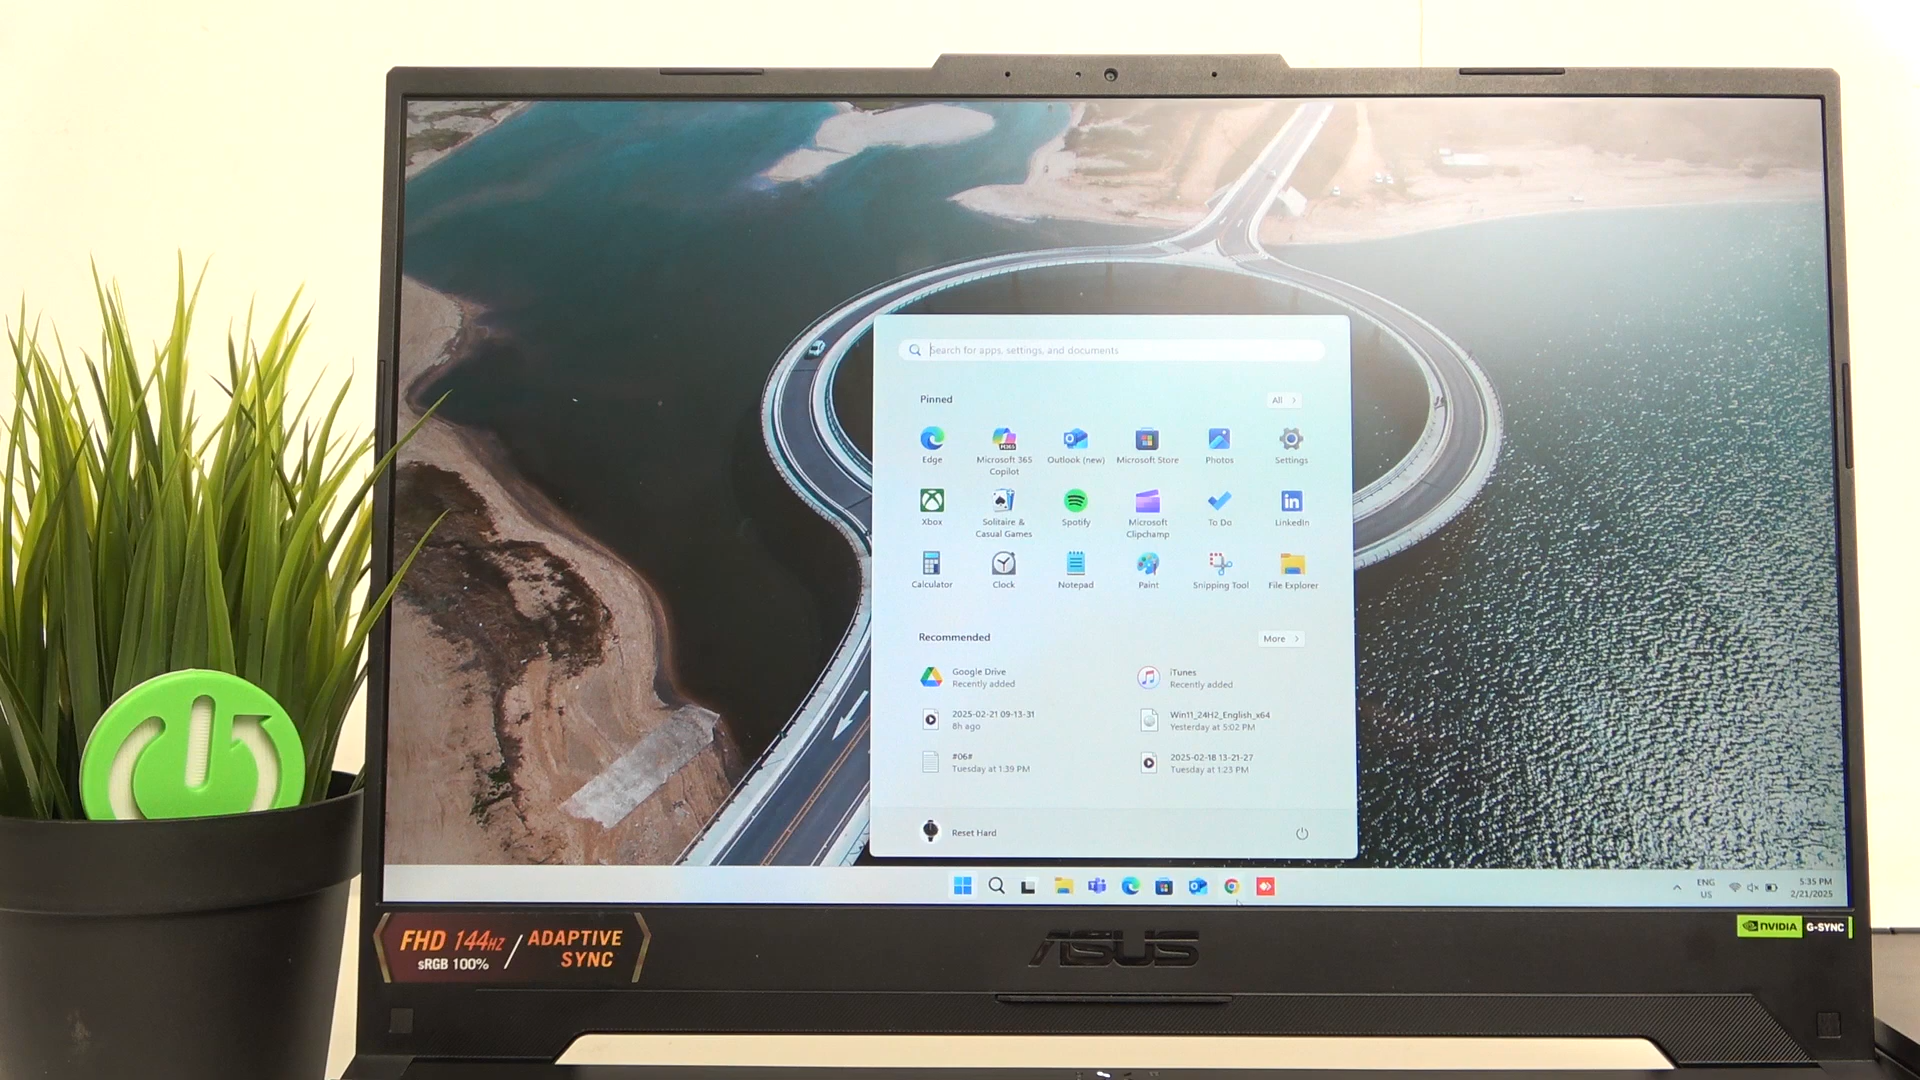 Search for apps, settings, and documents
Pinned
All >
Edge
Microsoft 365
Copilot
Outlook (new)
Microsoft Store
Photos
Settings
Xbox
Solitaire &
Casual Games
Spotify
Microsoft
Clipchamp
To Do
LinkedIn
Calculator
Clock
Notepad
Paint
Snipping Tool
File Explorer
Recommended
More >
Google Drive
Recently added
iTunes
Recently added
2025-02-21 09-13-31
8h ago
Win11_24H2_English_x64
Yesterday at 5:02 PM
#06#
Tuesday at 1:39 PM
2025-02-18 13-21-27
Tuesday at 1:23 PM
Reset Hard
ENG
US
5:35 PM
2/21/2025
FHD 144HZ
sRGB 100%
/
ADAPTIVE
SYNC
ASUS
NVIDIA G-SYNC